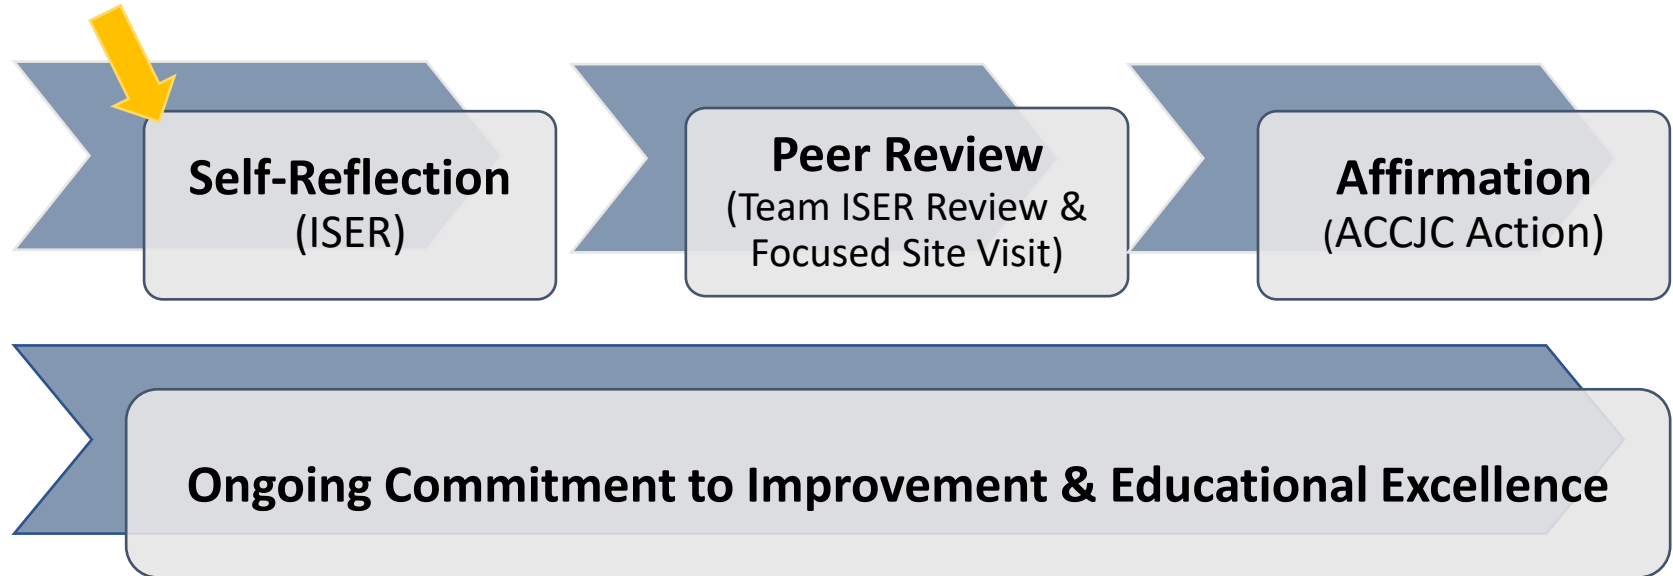 Self-Reflection
(ISER)
Peer Review
(Team ISER Review &
Focused Site Visit)
Affirmation
(ACCJC Action)
Ongoing Commitment to Improvement & Educational Excellence